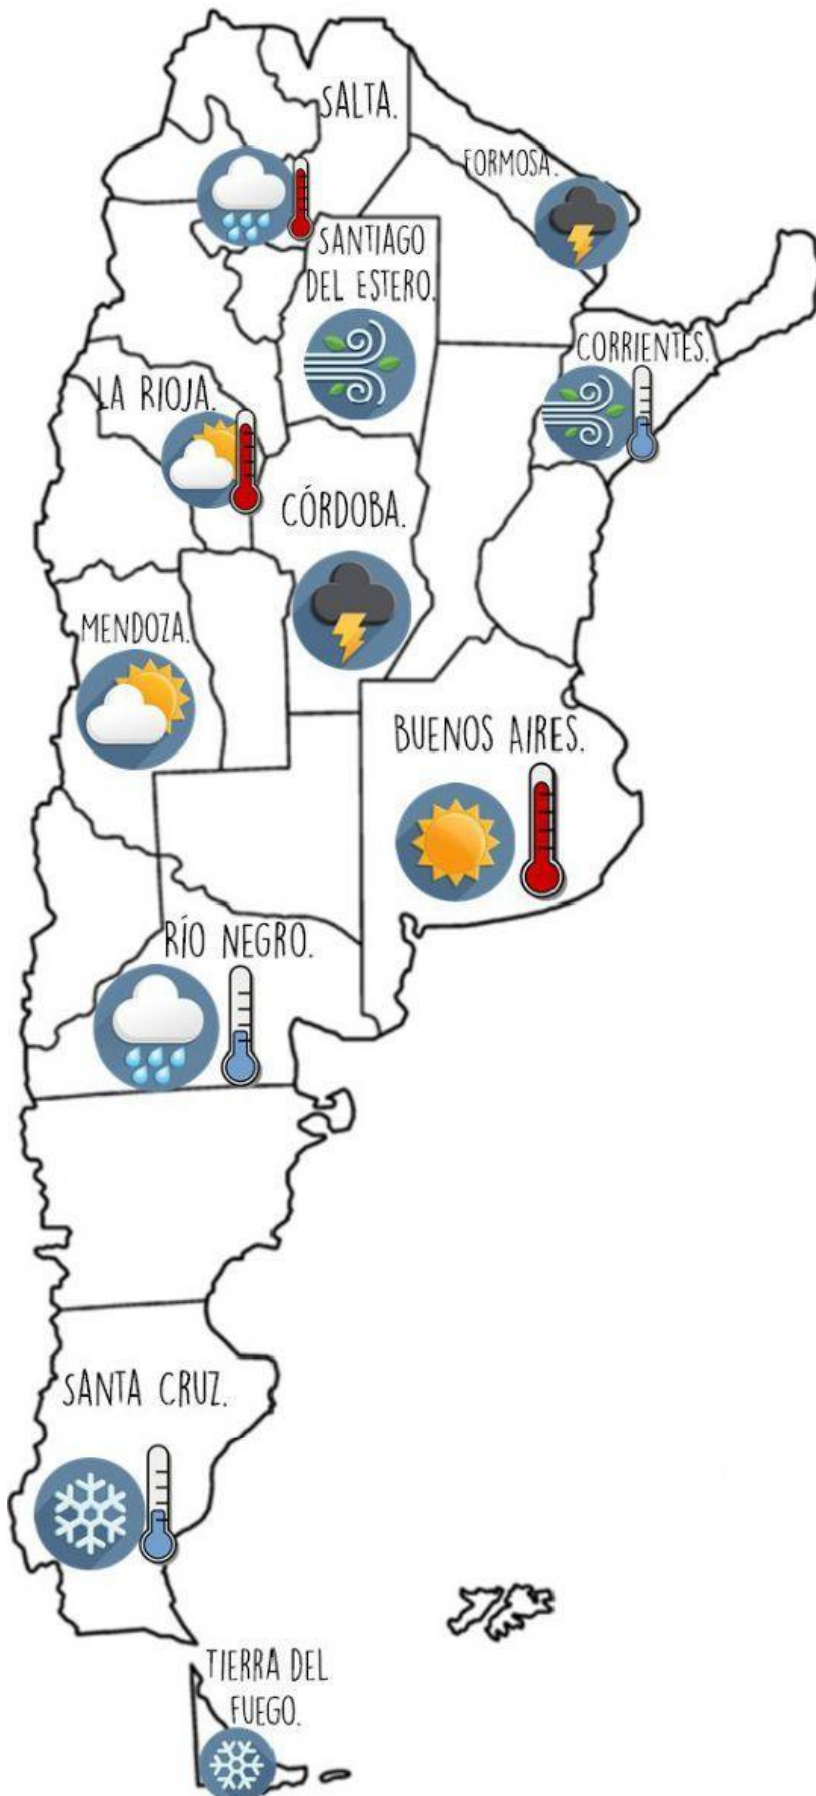 SALTA.
FORMOSA.
SANTIAGO
DEL ESTERO.
CORRIENTES.
LA RIOJA.
CÓRDOBA.
MENDOZA.
BUENOS AIRES.
RÍO NEGRO.
SANTA CRUZ.
TIERRA DEL
FUEGO.